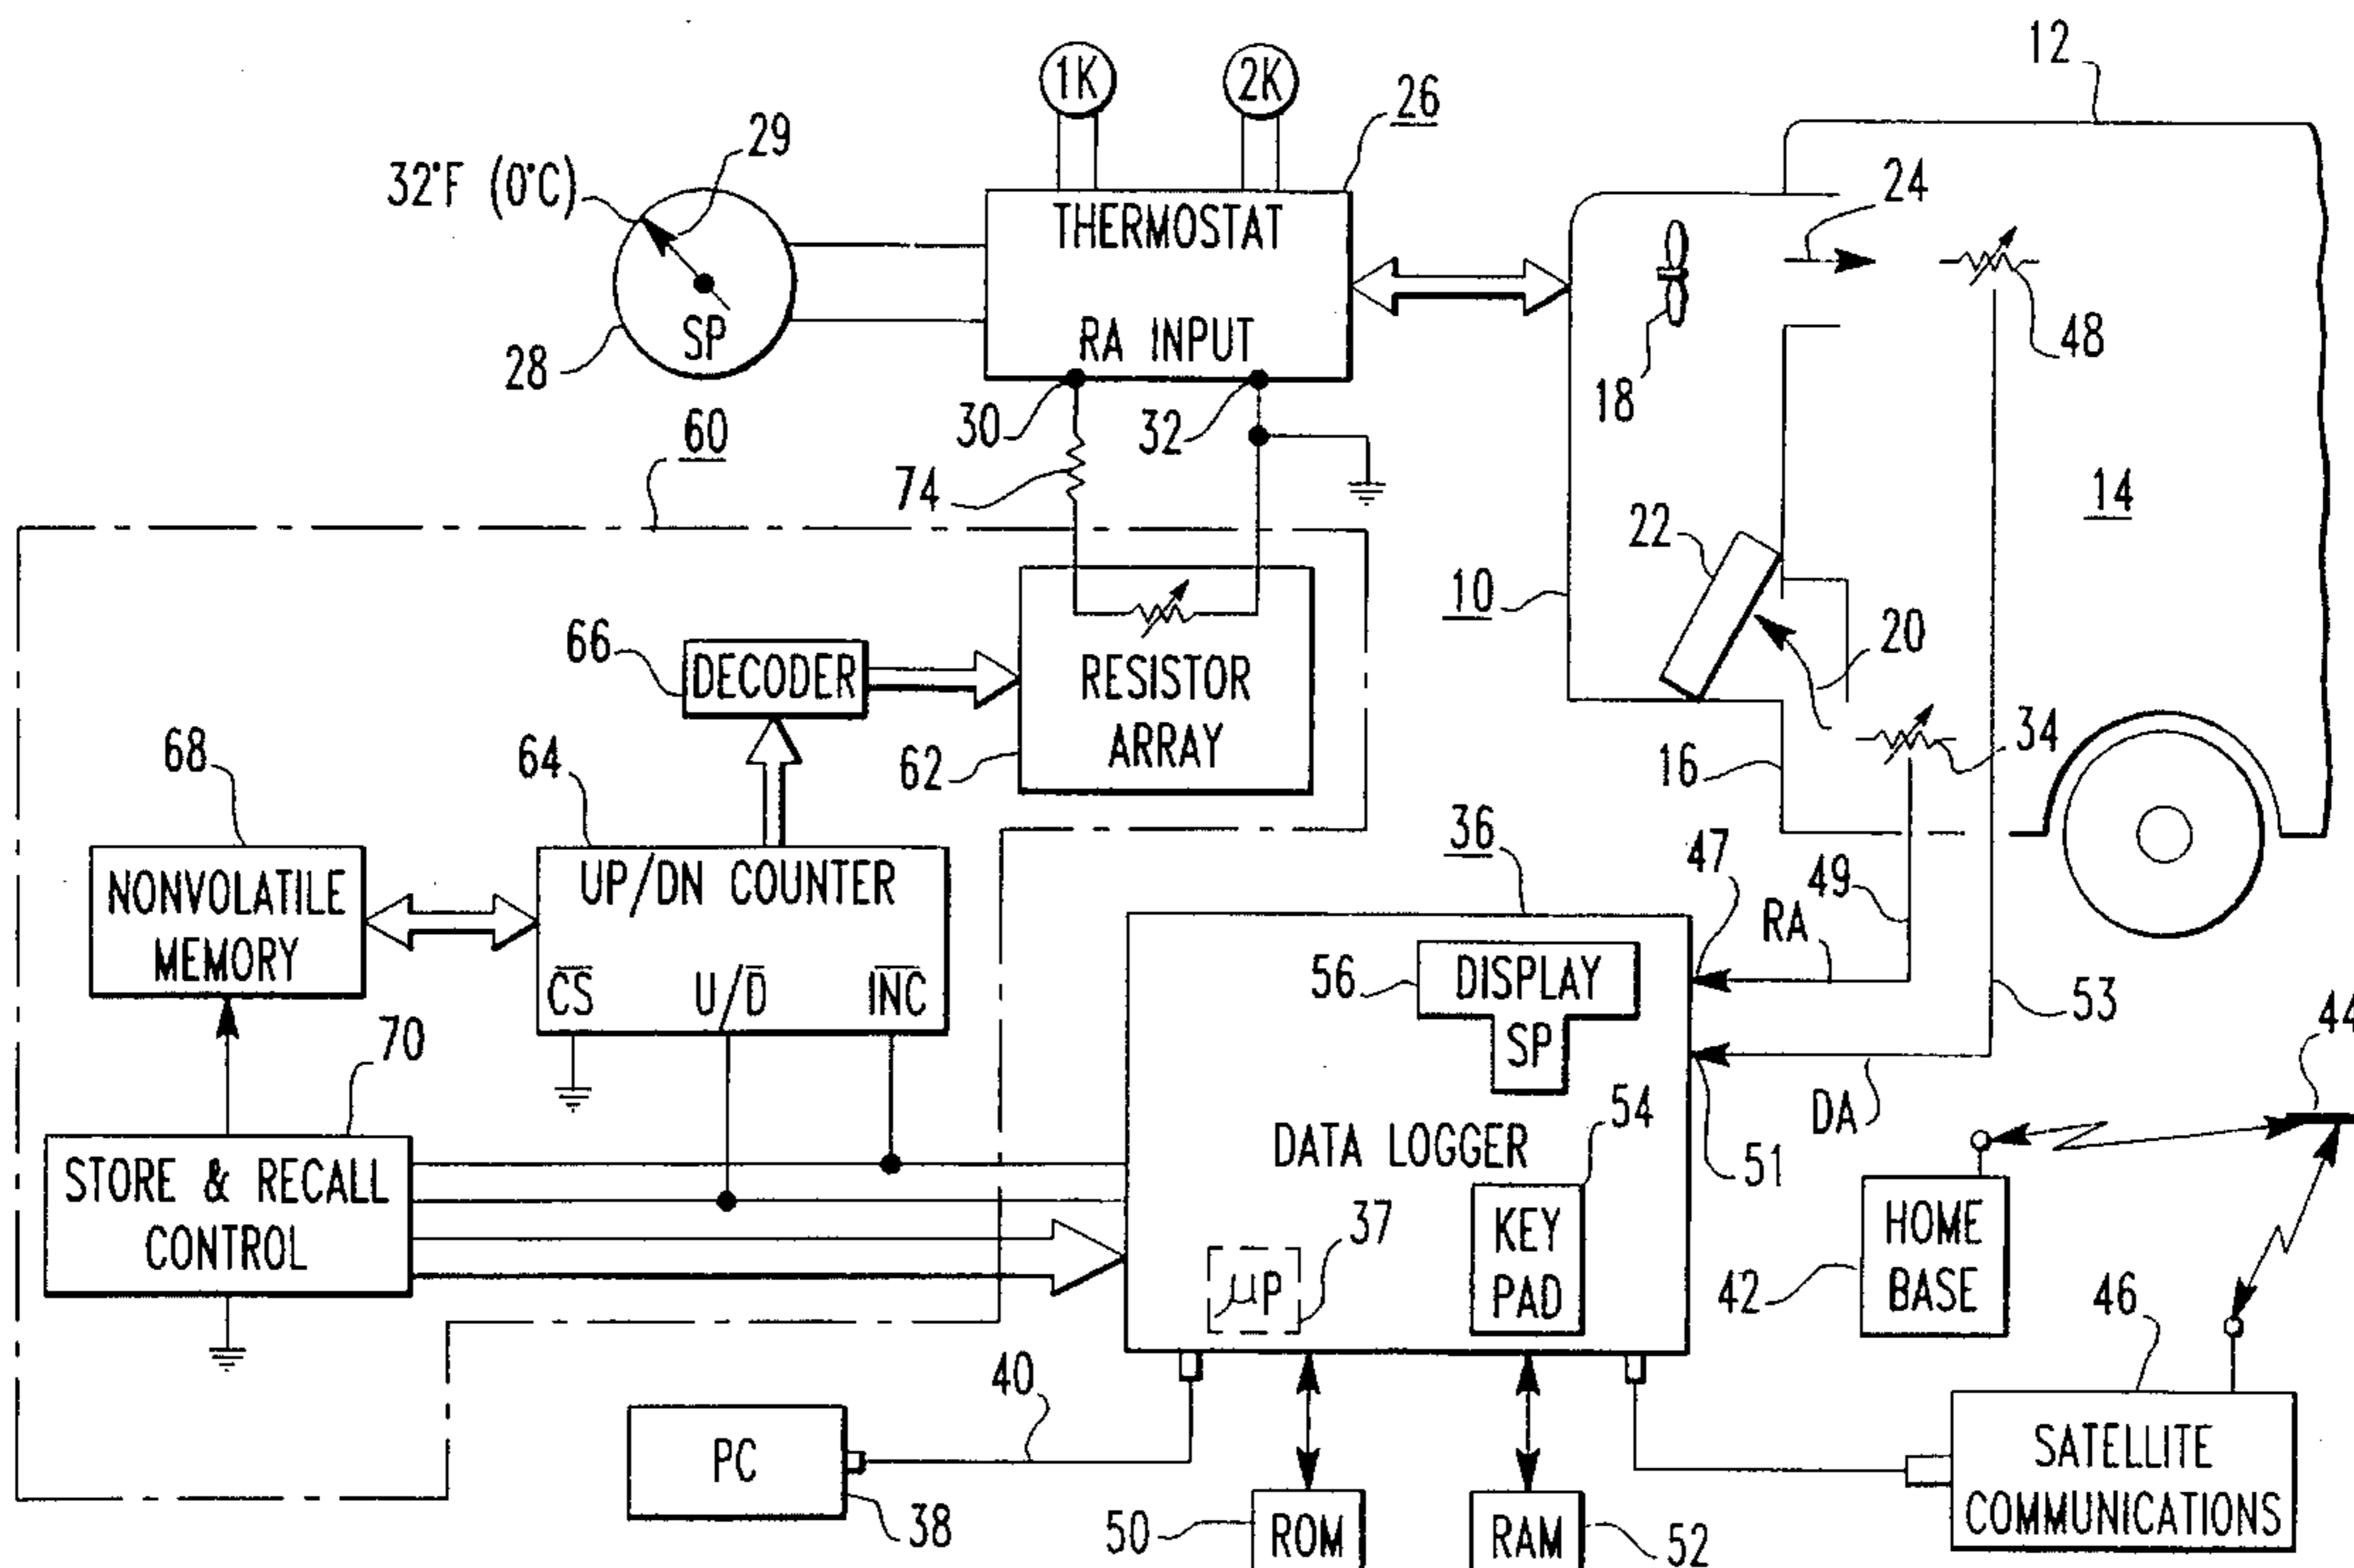 12
1K
2K
26
29
32°F (0°C)
24
THERMOSTAT
48
SP
RA INPUT
28
18
30
32
60
74
14
22
10
66
DECODER
20
RESISTOR
ARRAY
62
34
16
68
64
36
47
49
NONVOLATILE
MEMORY
UP/DN COUNTER
RA
56
DISPLAY
SP
C̅S̅
U/D̅
I̅N̅C̅
53
44
70
54
DA
51
DATA LOGGER
STORE & RECALL
CONTROL
37
KEY
PAD
HOME
BASE
42
μP
46
40
PC
38
SATELLITE
COMMUNICATIONS
50
ROM
RAM
52